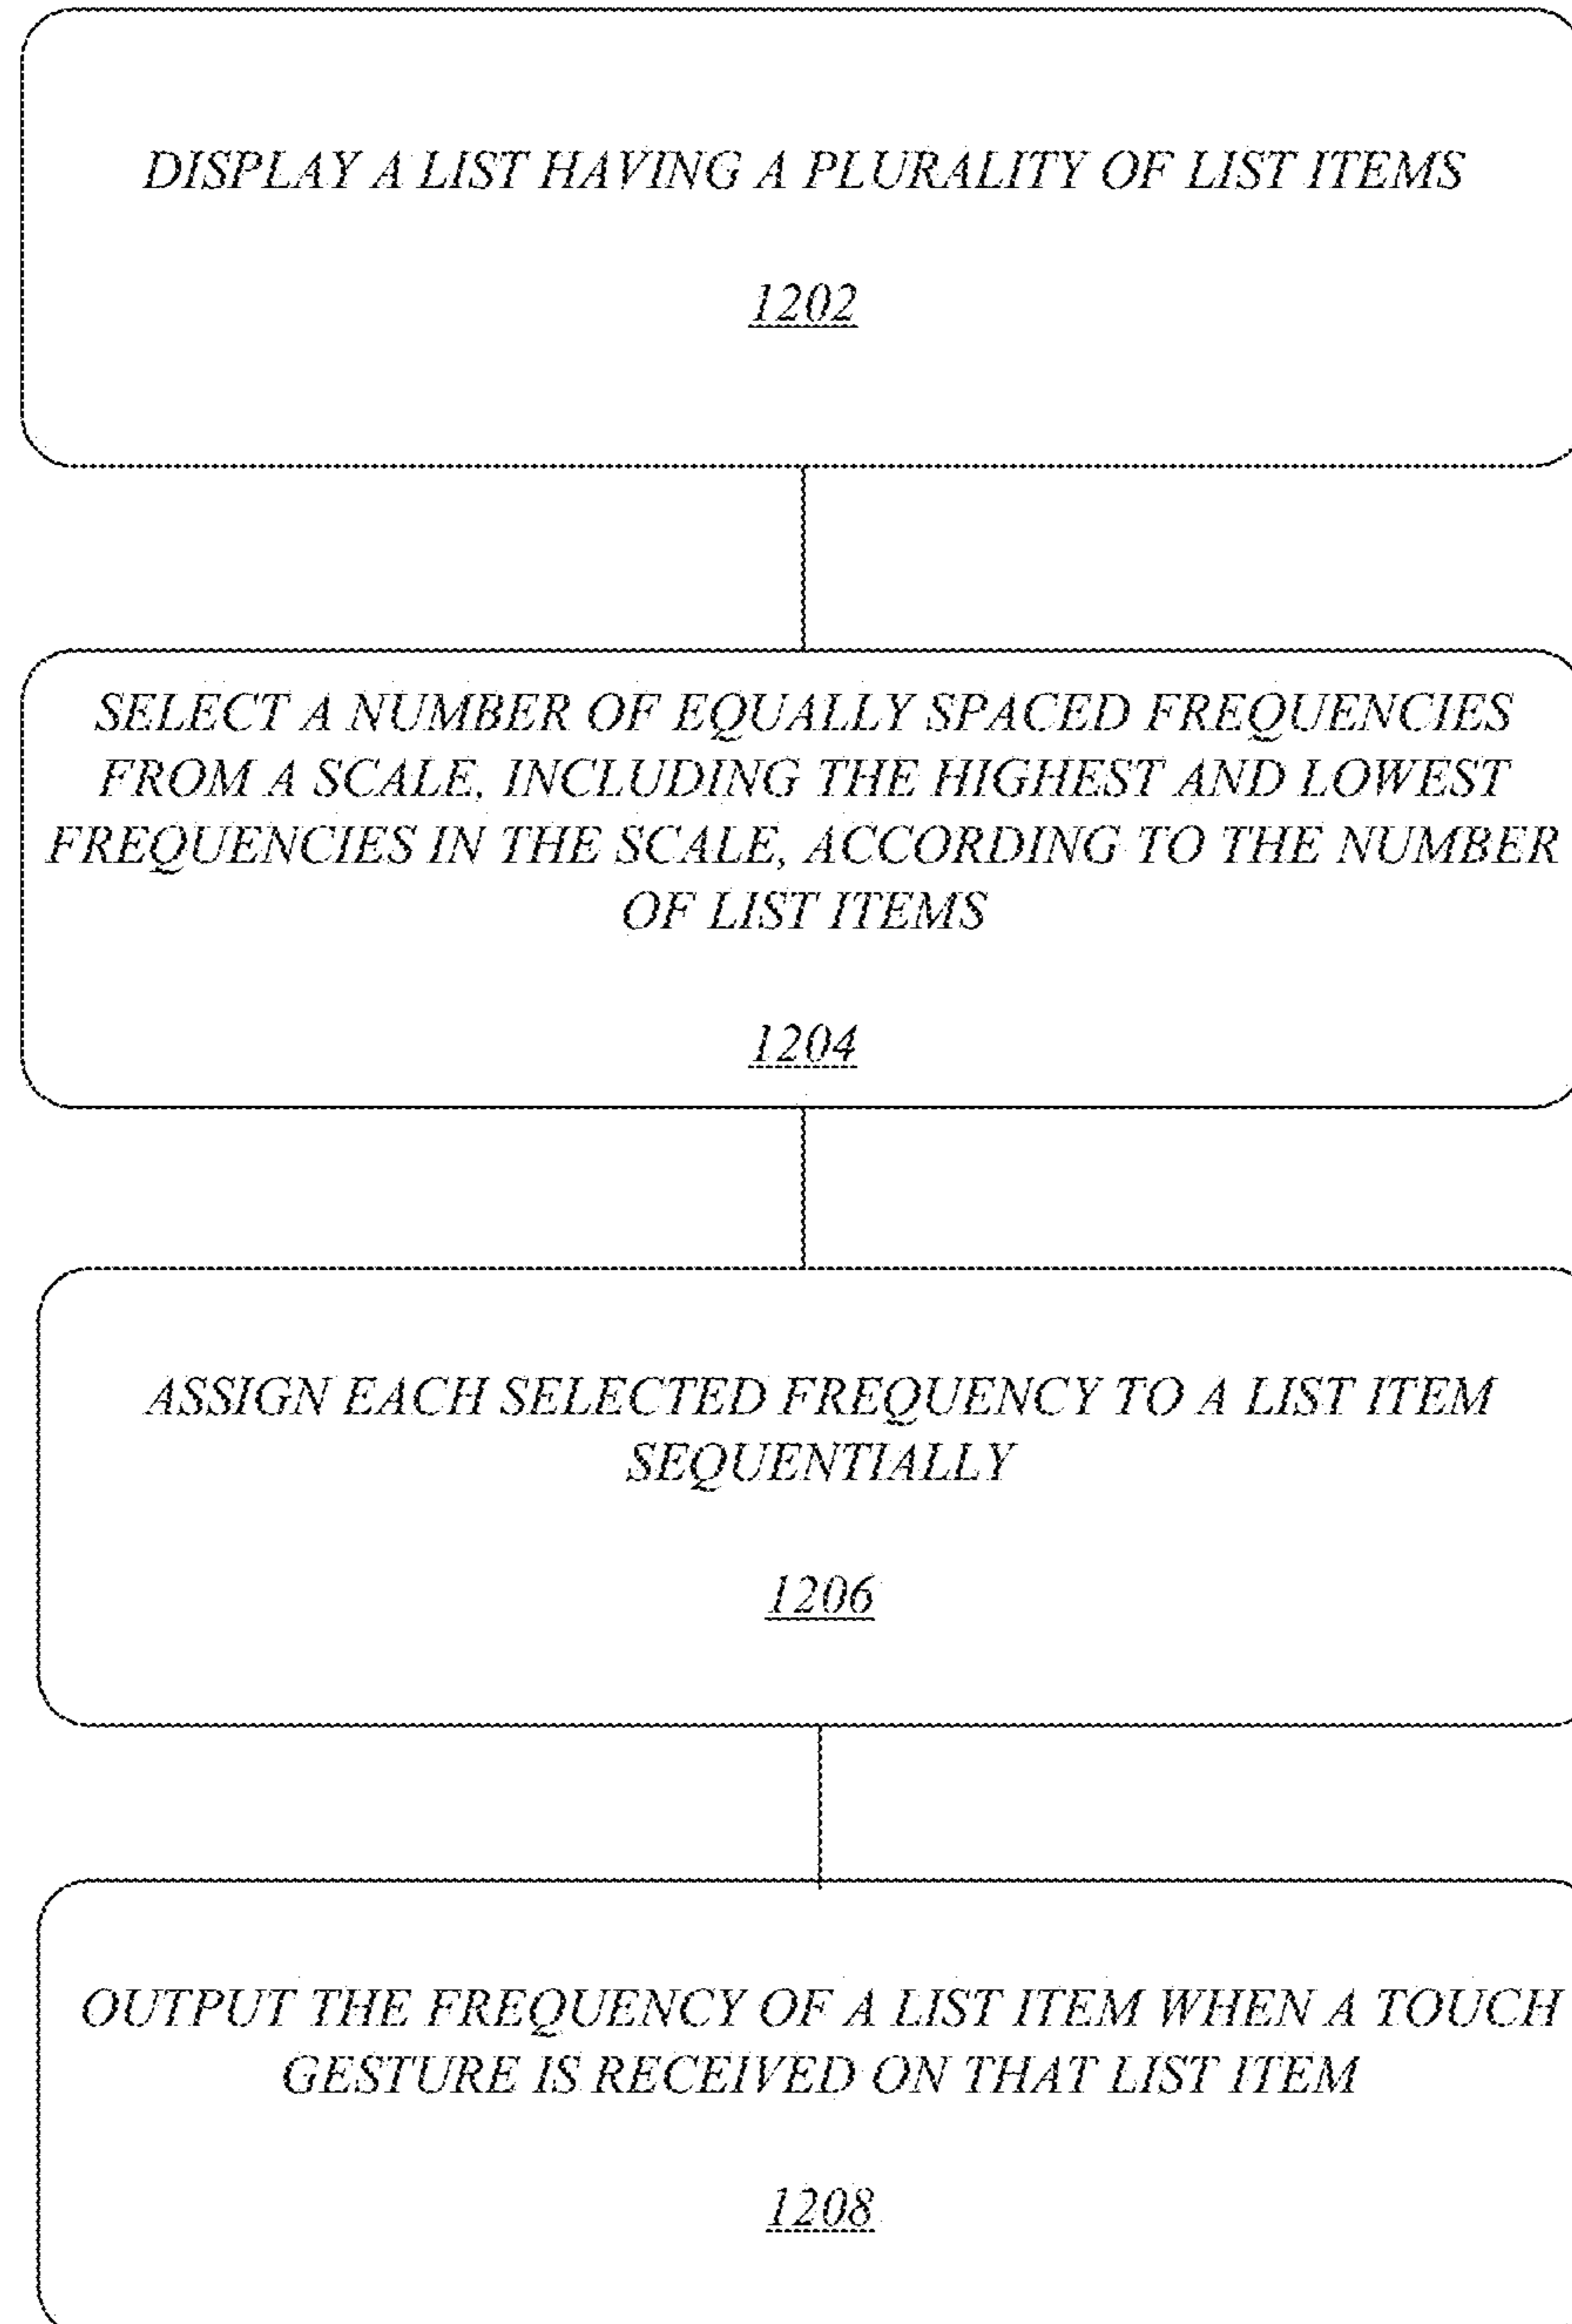 DISPLAY A LIST HAVING A PLURALITY OF LIST ITEMS
1202
SELECT A NUMBER OF EQUALLY SPACED FREQUENCIES
FROM A SCALE, INCLUDING THE HIGHEST AND LOWEST
FREQUENCIES IN THE SCALE, ACCORDING TO THE NUMBER
OF LIST ITEMS
1204
ASSIGN EACH SELECTED FREQUENCY TO A LIST ITEM
SEQUENTIALLY
1206
OUTPUT THE FREQUENCY OF A LIST ITEM WHEN A TOUCH
GESTURE IS RECEIVED ON THAT LIST ITEM
1208